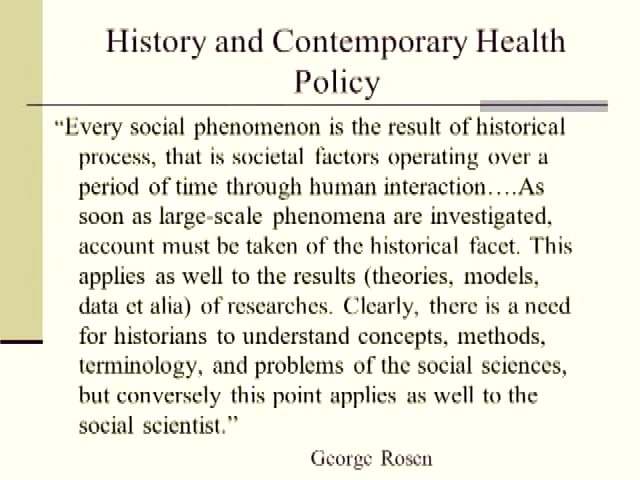 History and Contemporary Health
Policy
“Every social phenomenon is the result of historical
process, that is societal factors operating over a
period of time through human interaction….As
soon as large-scale phenomena are investigated,
account must be taken of the historical facet. This
applies as well to the results (theories, models,
data et alia) of researches. Clearly, there is a need
for historians to understand concepts, methods,
terminology, and problems of the social sciences,
but conversely this point applies as well to the
social scientist.”
George Rosen